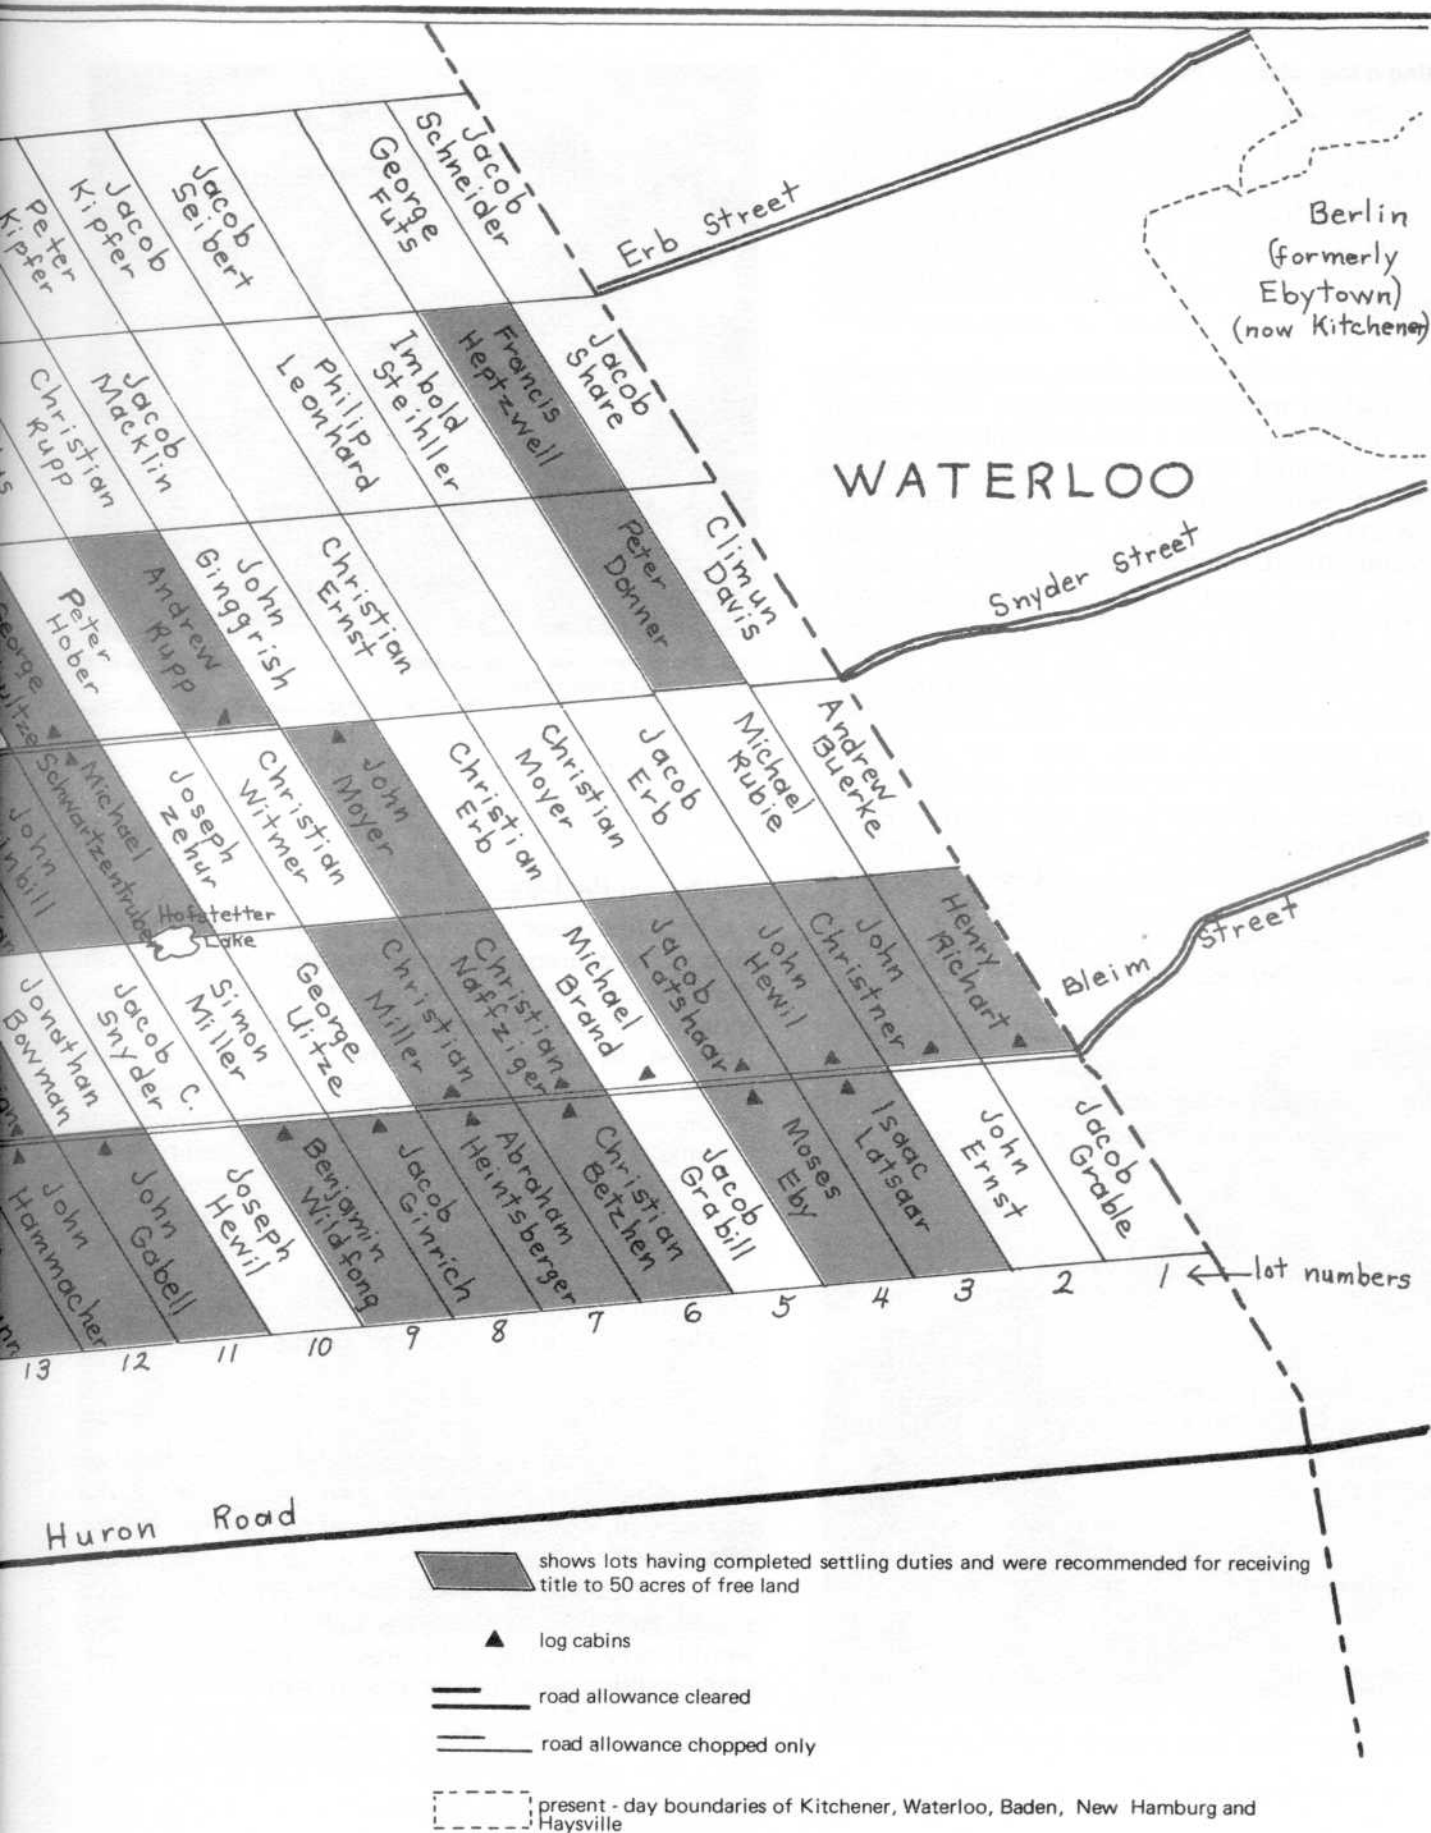 Jacob
Schneider
George
Futs
Jacob
Seibert
Jacob
Kipfer
Peter
Kipfer
Erb Street
Berlin
(formerly
Ebytown)
(now Kitchener)
Jacob
Share
Francis
Heptzwell
Imbold
Steihller
Philip
Leonhard
Jacob
Macklin
Christian
Rupp
WATERLOO
Climun
Davis
Peter
Donner
Christian
Ernst
John
Ginggrish
Andrew
Rupp
Peter
Hober
George
Snyder Street
Andrew
Buerke
Michael
Rubie
Jacob
Erb
Christian
Moyer
Christian
Erb
John
Moyer
Christian
Witmer
Joseph
Zehur
Michael
Schwartzentruber
John
Hofstetter
Lake
Henry
Richart
John
Christner
John
Hewil
Jacob
Latshaar
Michael
Brand
Christian
Naffziger
Christian
Miller
George
Uitze
Simon
Miller
Jacob C.
Snyder
Jonathan
Bowman
Bleim Street
Jacob
Grable
John
Ernst
Isaac
Latsaar
Moses
Eby
Jacob
Grabill
Christian
Betzhen
Abraham
Heintsberger
Jacob
Ginrich
Benjamin
Wildfong
Joseph
Hewil
John
Gabell
John
Hammacher
13 12 11 10 9 8 7 6 5 4 3 2 1 lot numbers
Huron Road
shows lots having completed settling duties and were recommended for receiving
title to 50 acres of free land
log cabins
road allowance cleared
road allowance chopped only
present - day boundaries of Kitchener, Waterloo, Baden, New Hamburg and
Haysville